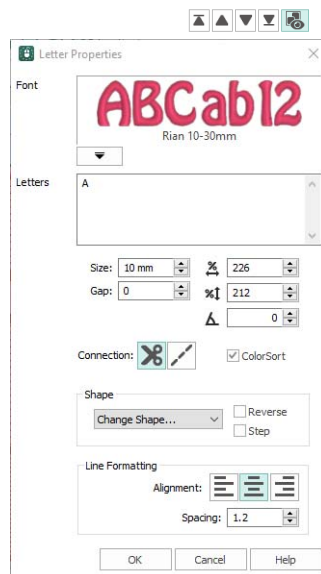 Letter Properties
Font
ABCab12
Rian 10-30mm
Letters
A
Size: 10 mm
% 226
Gap: 0
% 212
0
Connection:
ColorSort
Shape
Change Shape...
Reverse
Step
Line Formatting
Alignment:
Spacing: 1.2
OK Cancel Help